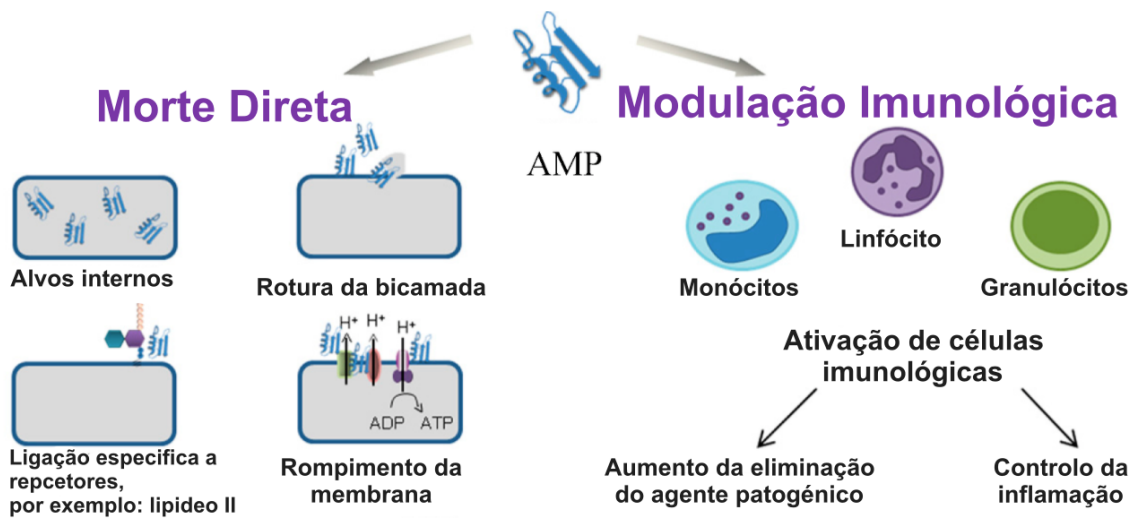 AMP
Morte Direta
Alvos internos
Rotura da bicamada
Ligação especifica a
repcetores,
por exemplo: lipideo II
H+ H+ H+
ADP ATP
Rompimento da
membrana
Modulação Imunológica
Linfócito
Monócitos
Granulócitos
Ativação de células
imunológicas
Aumento da eliminação
do agente patogénico
Controlo da
inflamação